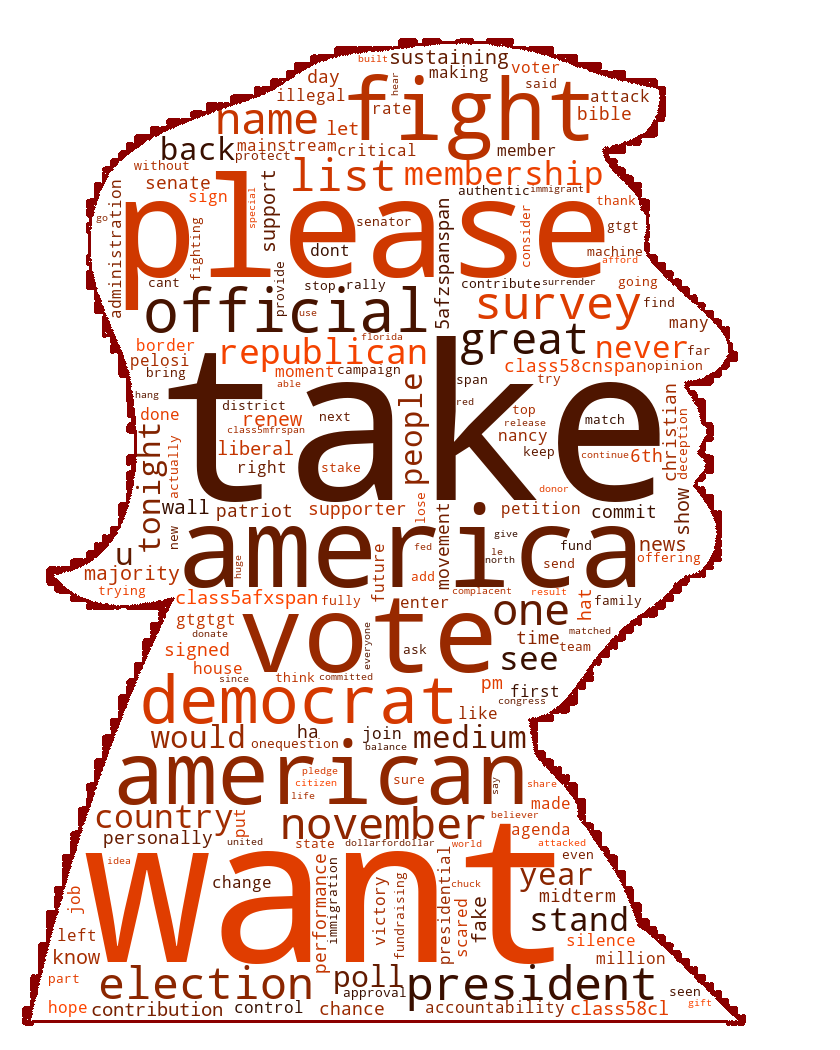 built sustaining
day making voter
hear said
illegal rate fight attack
name let bible
back mainstream critical member
protect
without list membership
senate sign special support authentic immigrant
please thank
administration go fighting senator consider gtgt
dont machine
afford
cant provide stop rally contribute surrender going
official use 5afzspanspan survey find
many
border republican florida great never far
pelosi moment campaign class58cnspan opinion
bring able span try
hang take people red
done district next top match christian deception
renew release
class5mfrspan nancy
tonight actually liberal keep continue 6th
right stake donor
wall patriot supporter lose petition commit show
new america movement give
u huge future fed le north fund news
majority add send offering
trying complacent result
class5afxspan fully enter one hat family
gtgtgt vote time matched
donate everyone team
signed ask see
house since think committed congress
democrat pm first
like
would ha join medium
onequestion balance
american pledge sure say share
citizen
life made
country put november believer
personally united state dollarfordollar world agenda attacked
idea want even
job change performance immigration victory fundraising presidential chuck scared fake year
midterm
left stand
know silence
million
part election poll president seen
approval gift
hope contribution control chance accountability class58cl